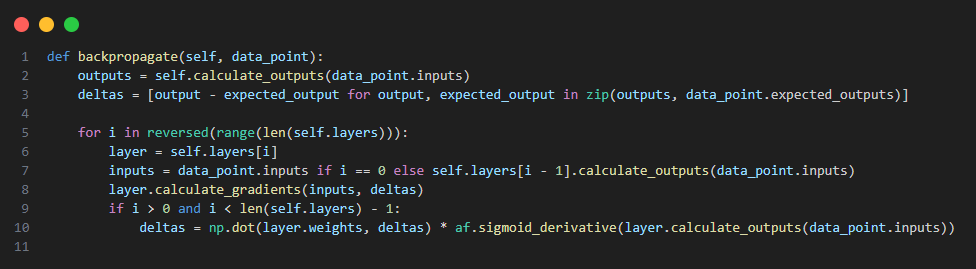 1 def backpropagate(self, data_point):
2     outputs = self.calculate_outputs(data_point.inputs)
3     deltas = [output - expected_output for output, expected_output in zip(outputs, data_point.expected_outputs)]
4
5     for i in reversed(range(len(self.layers))):
6         layer = self.layers[i]
7         inputs = data_point.inputs if i == 0 else self.layers[i - 1].calculate_outputs(data_point.inputs)
8         layer.calculate_gradients(inputs, deltas)
9         if i > 0 and i < len(self.layers) - 1:
10             deltas = np.dot(layer.weights, deltas) * af.sigmoid_derivative(layer.calculate_outputs(data_point.inputs))
11